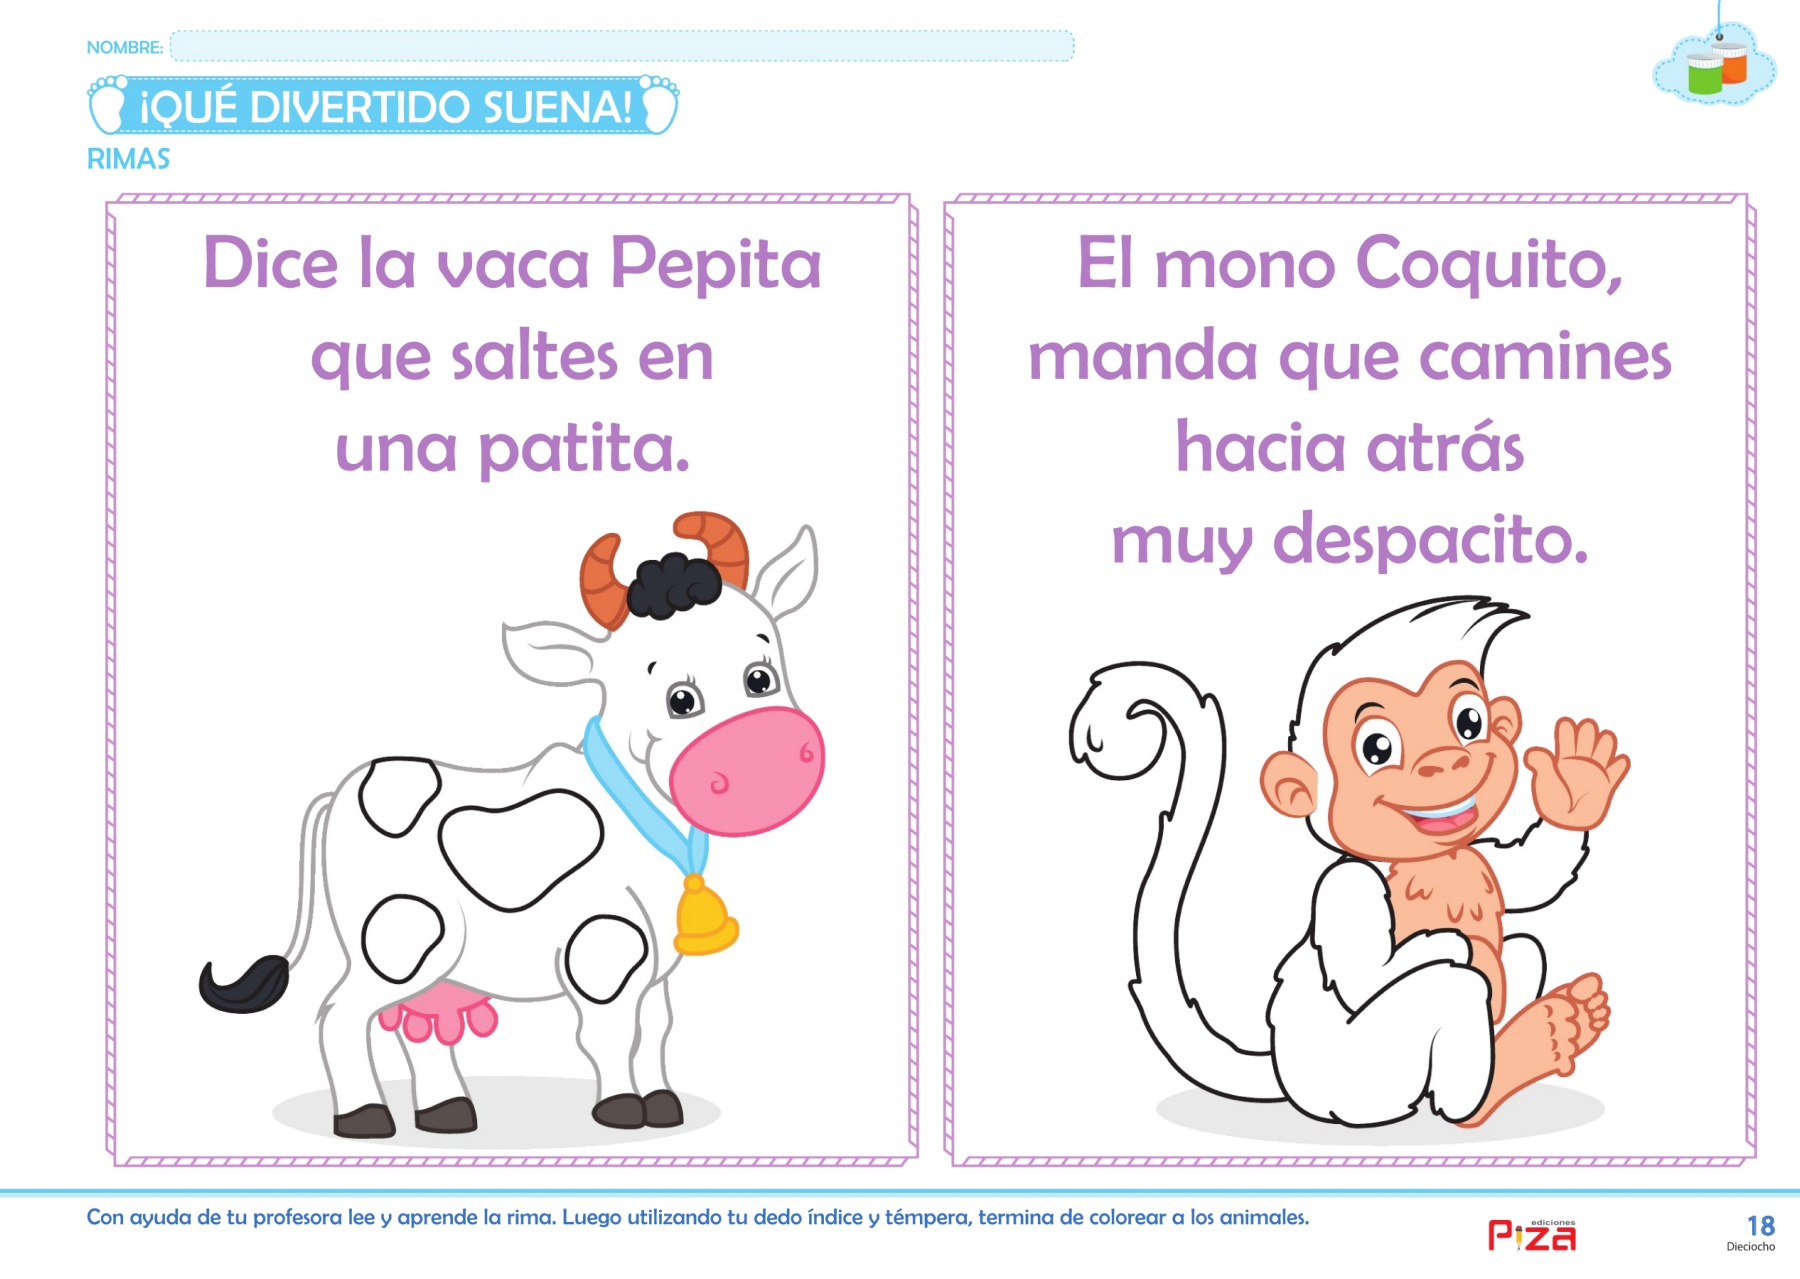 NOMBRE:
¡QUÉ DIVERTIDO SUENA!
RIMAS
Dice la vaca Pepita
que saltes en
una patita.
El mono Coquito,
manda que camines
hacia atrás
muy despacito.
Con ayuda de tu profesora lee y aprende la rima. Luego utilizando tu dedo índice y témpera, termina de colorear a los animales.
ediciones
PIZA
18
Dieciocho